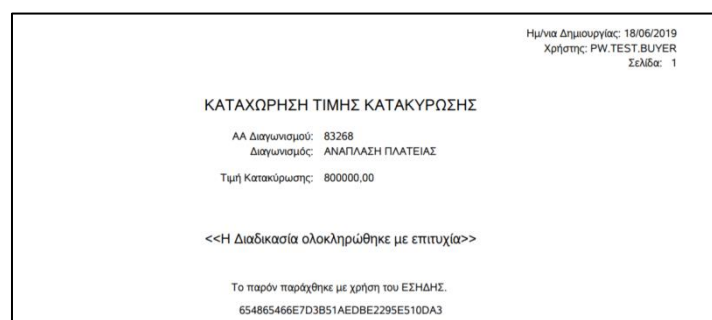 Ημ/νια Δημιουργίας: 18/06/2019
Χρήστης: PW.TEST.BUYER
Σελίδα: 1
ΚΑΤΑΧΩΡΗΣΗ ΤΙΜΗΣ ΚΑΤΑΚΥΡΩΣΗΣ
ΑΑ Διαγωνισμού: 83268
Διαγωνισμός: ΑΝΑΠΛΑΣΗ ΠΛΑΤΕΙΑΣ
Τιμή Κατακύρωσης: 800000,00
<<Η Διαδικασία ολοκληρώθηκε με επιτυχία>>
Το παρόν παράχθηκε με χρήση του ΕΣΗΔΗΣ.
654865466E7D3B51AEDBE2295E510DA3